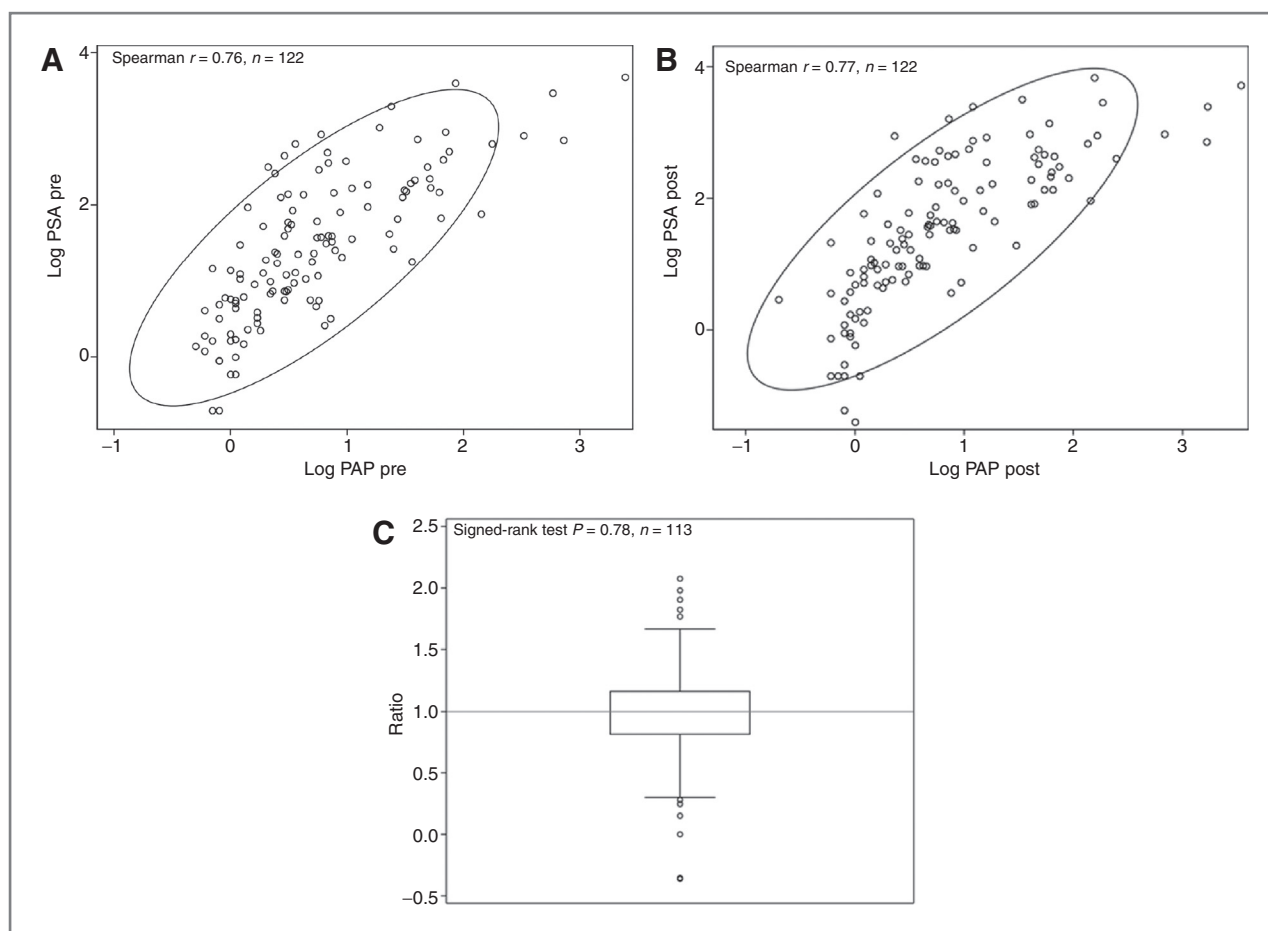 A
Spearman r = 0.76, n = 122
4
2
0
Log PSA pre
–1 0 1 2 3
Log PAP pre
B
Spearman r = 0.77, n = 122
4
2
0
Log PSA post
–1 0 1 2 3
Log PAP post
C
Signed-rank test P = 0.78, n = 113
2.5
2.0
1.5
1.0
0.5
0.0
–0.5
Ratio